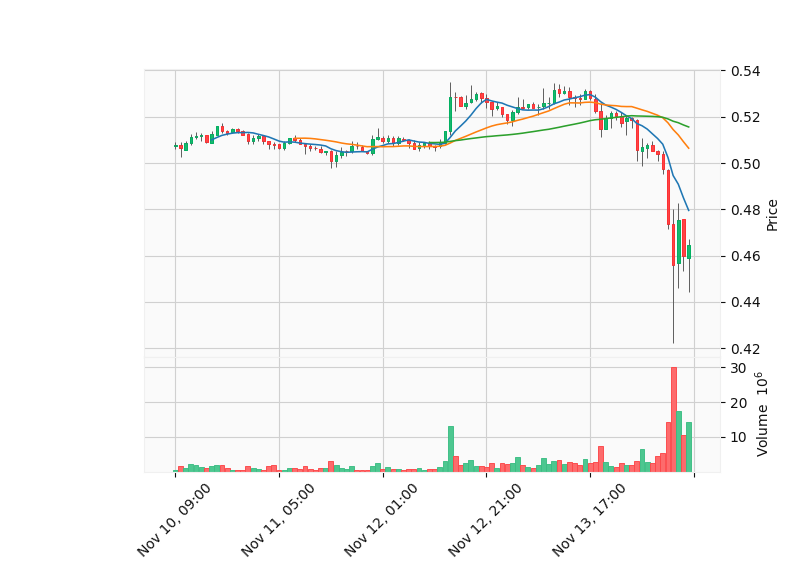 0.54
0.52
0.50
0.48
0.46
0.44
0.42
Price
30
20
10
Volume 10^6
Nov 10, 09:00
Nov 11, 05:00
Nov 12, 01:00
Nov 12, 21:00
Nov 13, 17:00